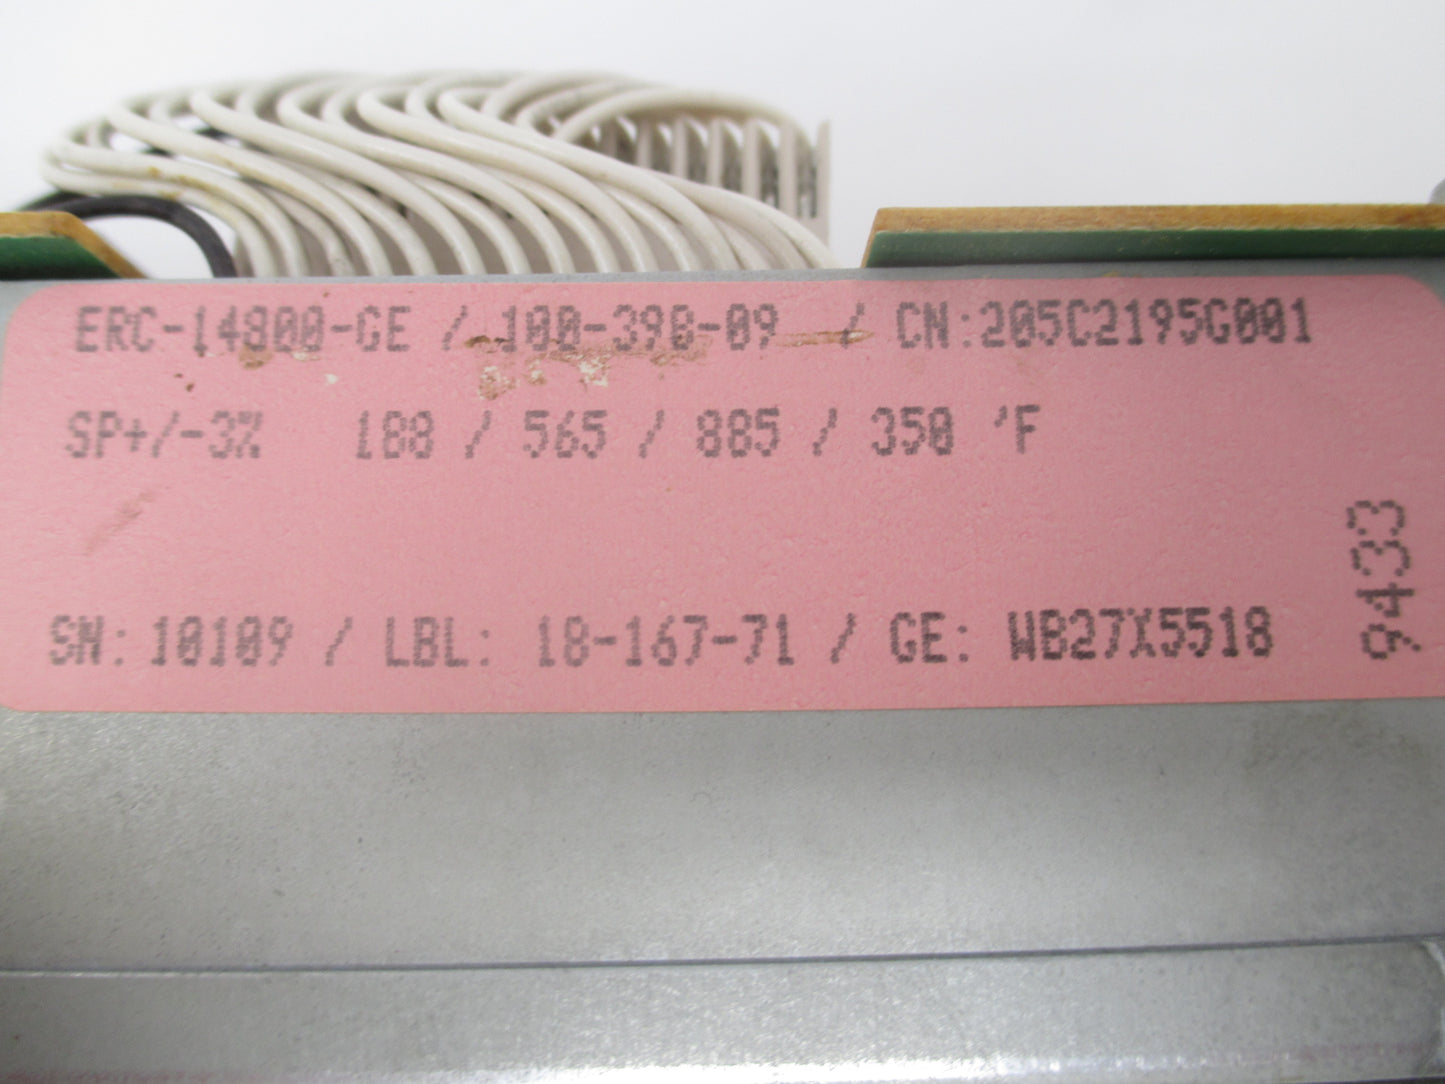 ERC-14800-GE / 100-398-09 / CN:205C2195G001
SP+/-3% 188 / 565 / 885 / 350 'F
SN: 10109 / LBL: 18-167-71 / GE: WB27X5518
9433